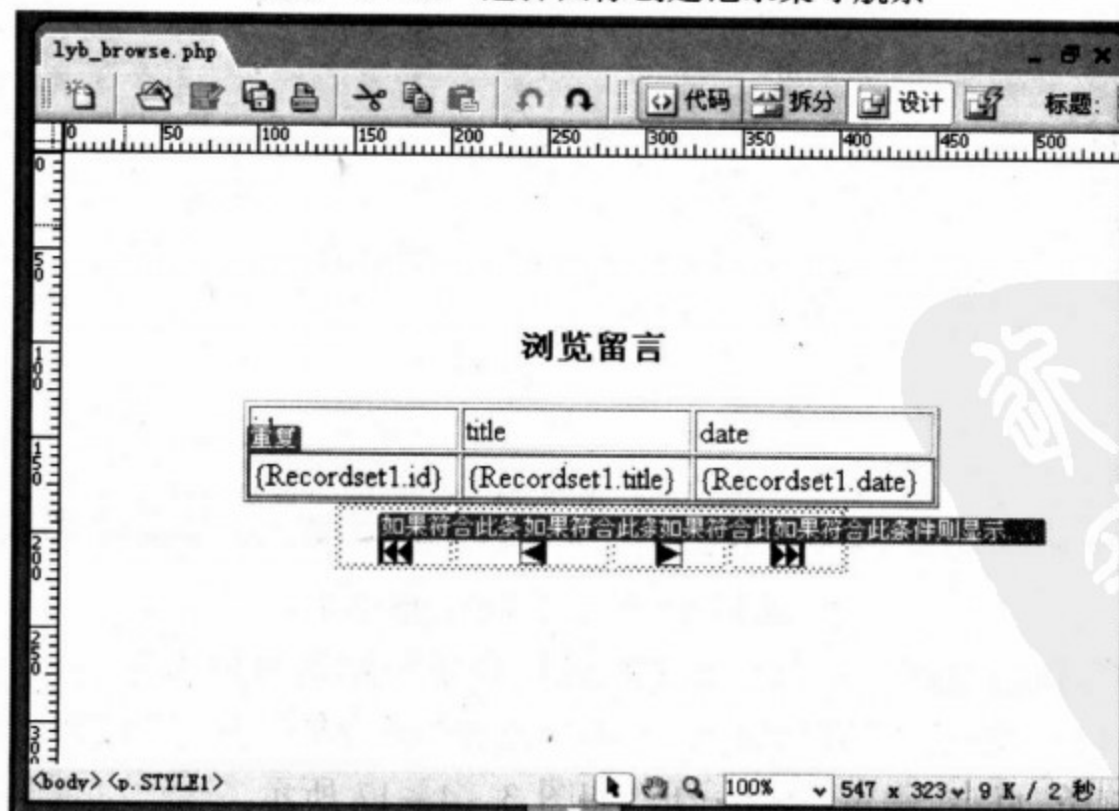 lyb_browse.php
代码 拆分 设计 标题:
0 50 100 150 200 250 300 350 400 450 500
浏览留言
重复 title date
{Recordset1.id} {Recordset1.title} {Recordset1.date}
如果符合此条如果符合此条如果符合此如果符合此条件则显示...
<body> <p.STYLE1> 100% 547 x 323 9 K / 2 秒